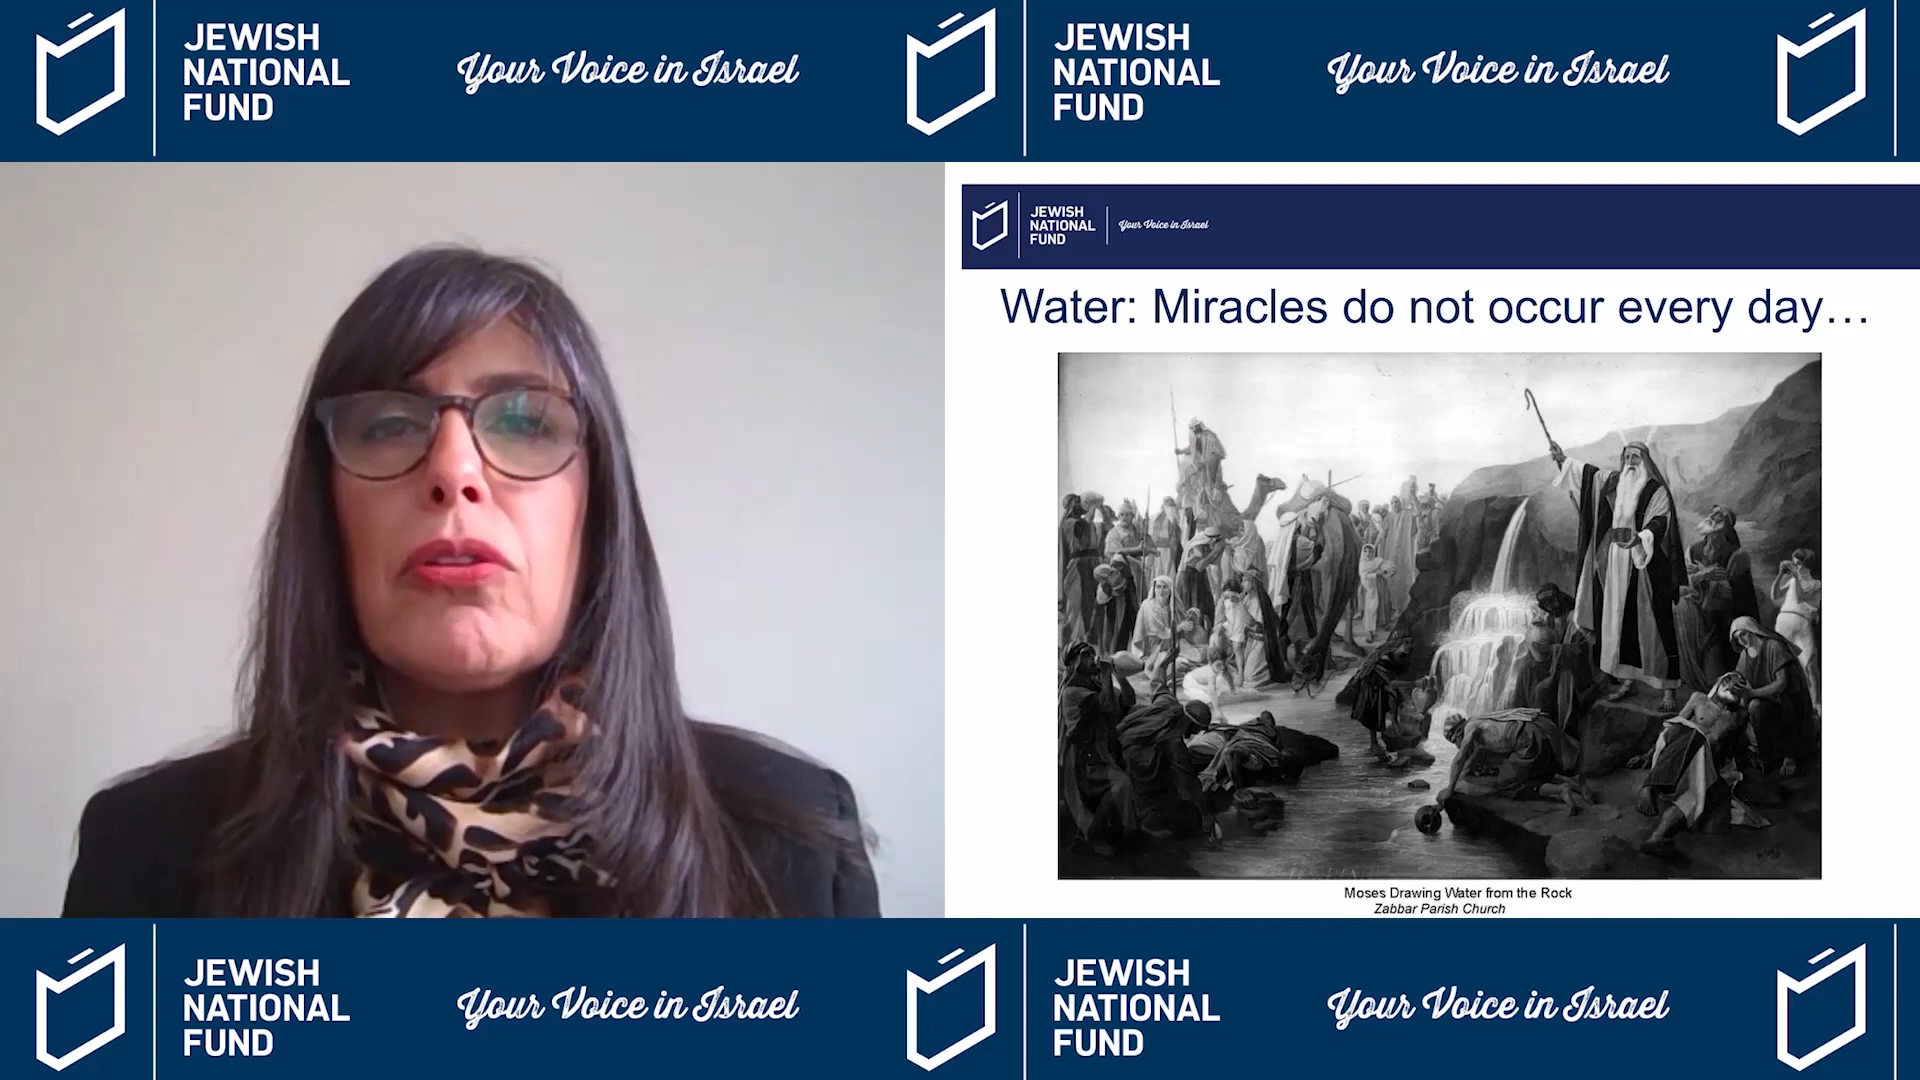 JEWISH
NATIONAL
FUND
Your Voice in Israel
JEWISH
NATIONAL
FUND
Your Voice in Israel
JEWISH
NATIONAL
FUND
Your Voice in Israel
Water: Miracles do not occur every day…
Moses Drawing Water from the Rock
Zabbar Parish Church
JEWISH
NATIONAL
FUND
Your Voice in Israel
JEWISH
NATIONAL
FUND
Your Voice in Israel